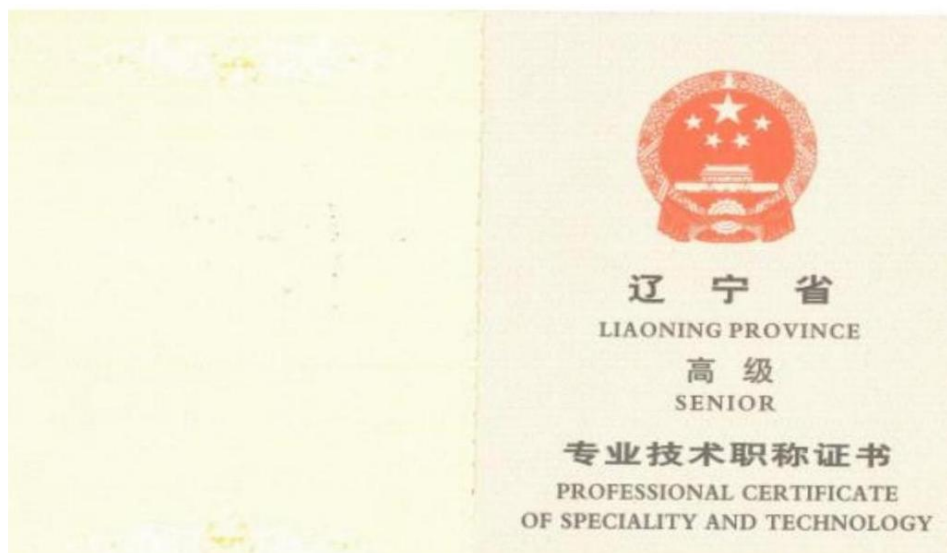 辽宁省
LIAONING PROVINCE
高级
SENIOR
专业技术职称证书
PROFESSIONAL CERTIFICATE
OF SPECIALITY AND TECHNOLOGY